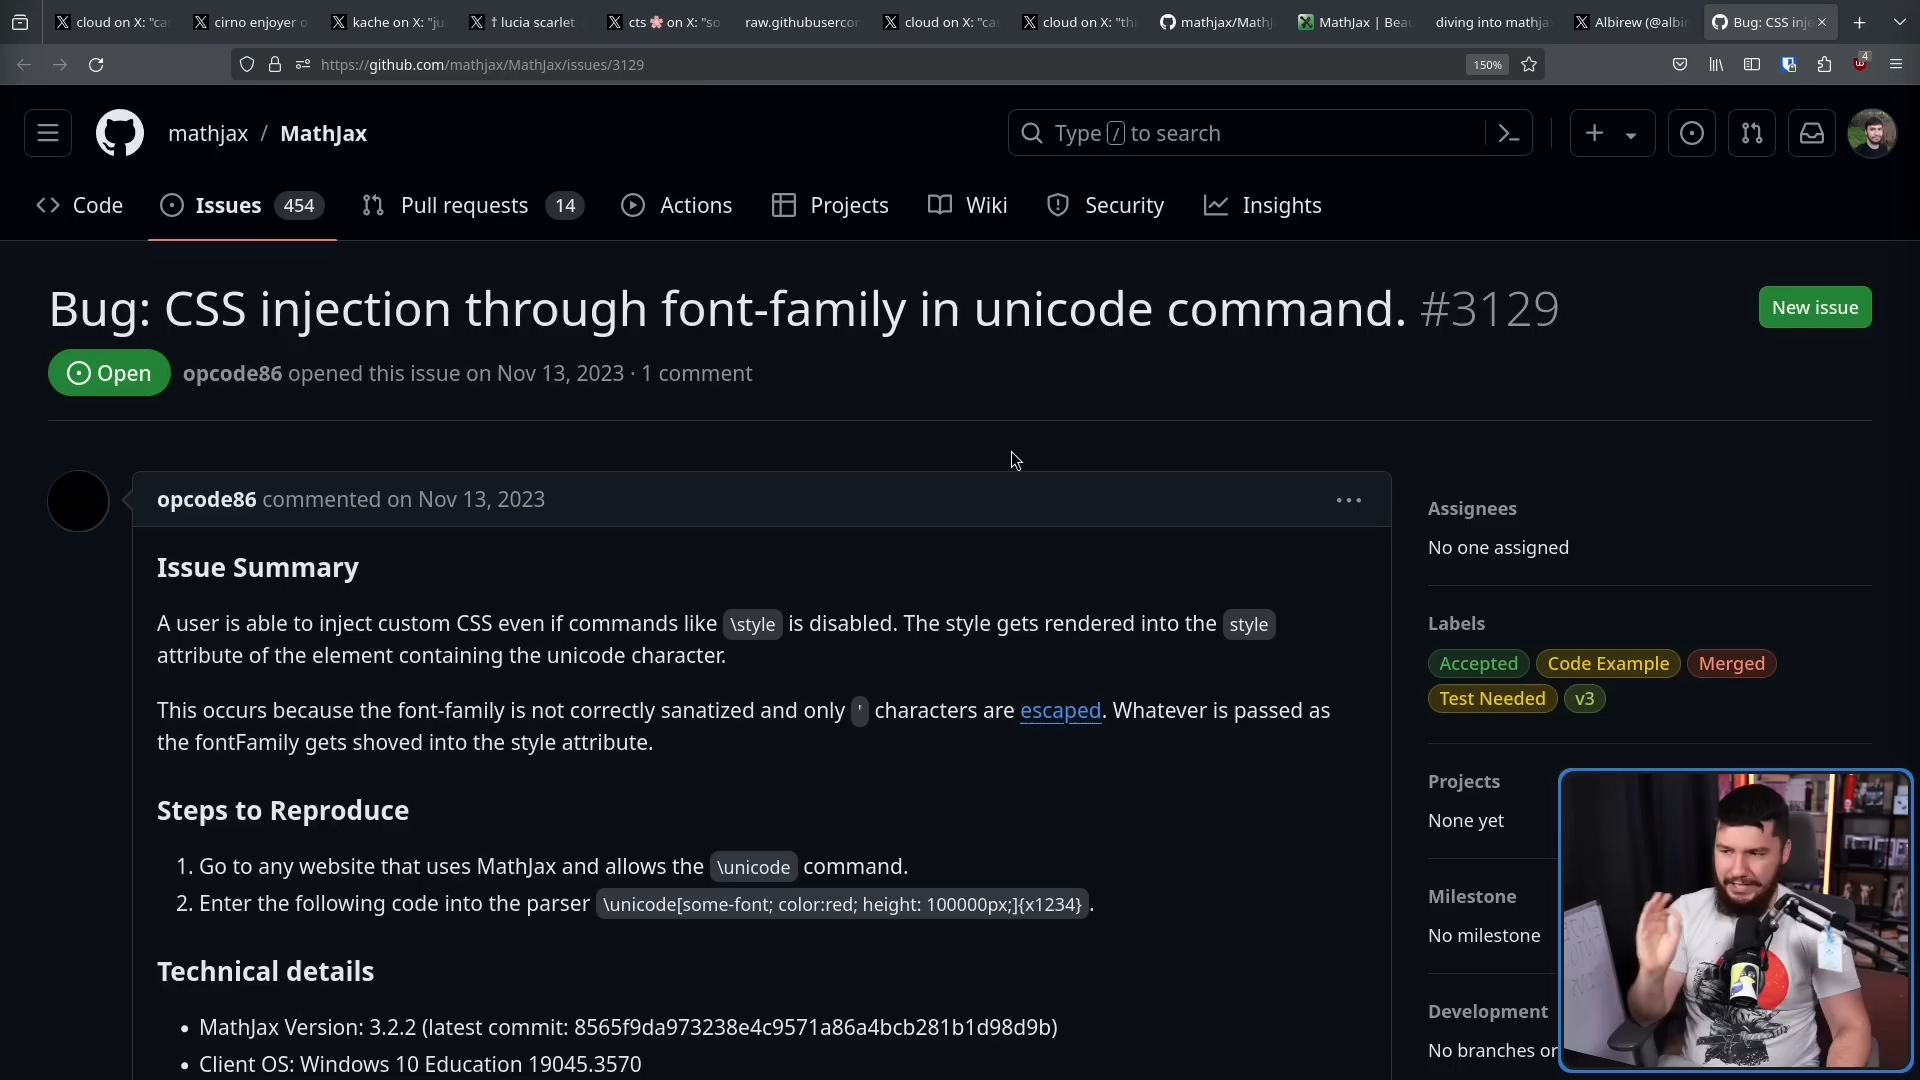 cloud on X: "ca
cirno enjoyer o
kache on X: "ju
† lucia scarlet
cts 🌸 on X: "so
raw.githubusercon
cloud on X: "ca
cloud on X: "thi
mathjax/MathJ
MathJax | Beau
diving into mathja
Albirew (@albir
Bug: CSS inje
https://github.com/mathjax/MathJax/issues/3129
150%
4
mathjax / MathJax
Type / to search
Code
Issues 454
Pull requests 14
Actions
Projects
Wiki
Security
Insights
Bug: CSS injection through font-family in unicode command. #3129
New issue
Open
opcode86 opened this issue on Nov 13, 2023 · 1 comment
opcode86 commented on Nov 13, 2023
Issue Summary
A user is able to inject custom CSS even if commands like \style is disabled. The style gets rendered into the style
attribute of the element containing the unicode character.
This occurs because the font-family is not correctly sanatized and only ' characters are escaped. Whatever is passed as
the fontFamily gets shoved into the style attribute.
Steps to Reproduce
1. Go to any website that uses MathJax and allows the \unicode command.
2. Enter the following code into the parser \unicode[some-font; color:red; height: 100000px;]{x1234}.
Technical details
• MathJax Version: 3.2.2 (latest commit: 8565f9da973238e4c9571a86a4bcb281b1d98d9b)
• Client OS: Windows 10 Education 19045.3570
Assignees
No one assigned
Labels
Accepted
Code Example
Merged
Test Needed
v3
Projects
None yet
Milestone
No milestone
Development
No branches or